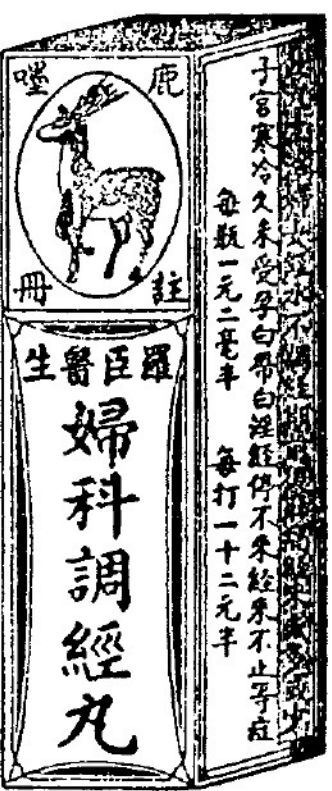 鹿嘜
註冊
羅臣醫生
婦科調經丸
子宮寒冷久未受孕白帶白淫經停不來經來不止等症
每瓶一元二毫半 每打一十二元半